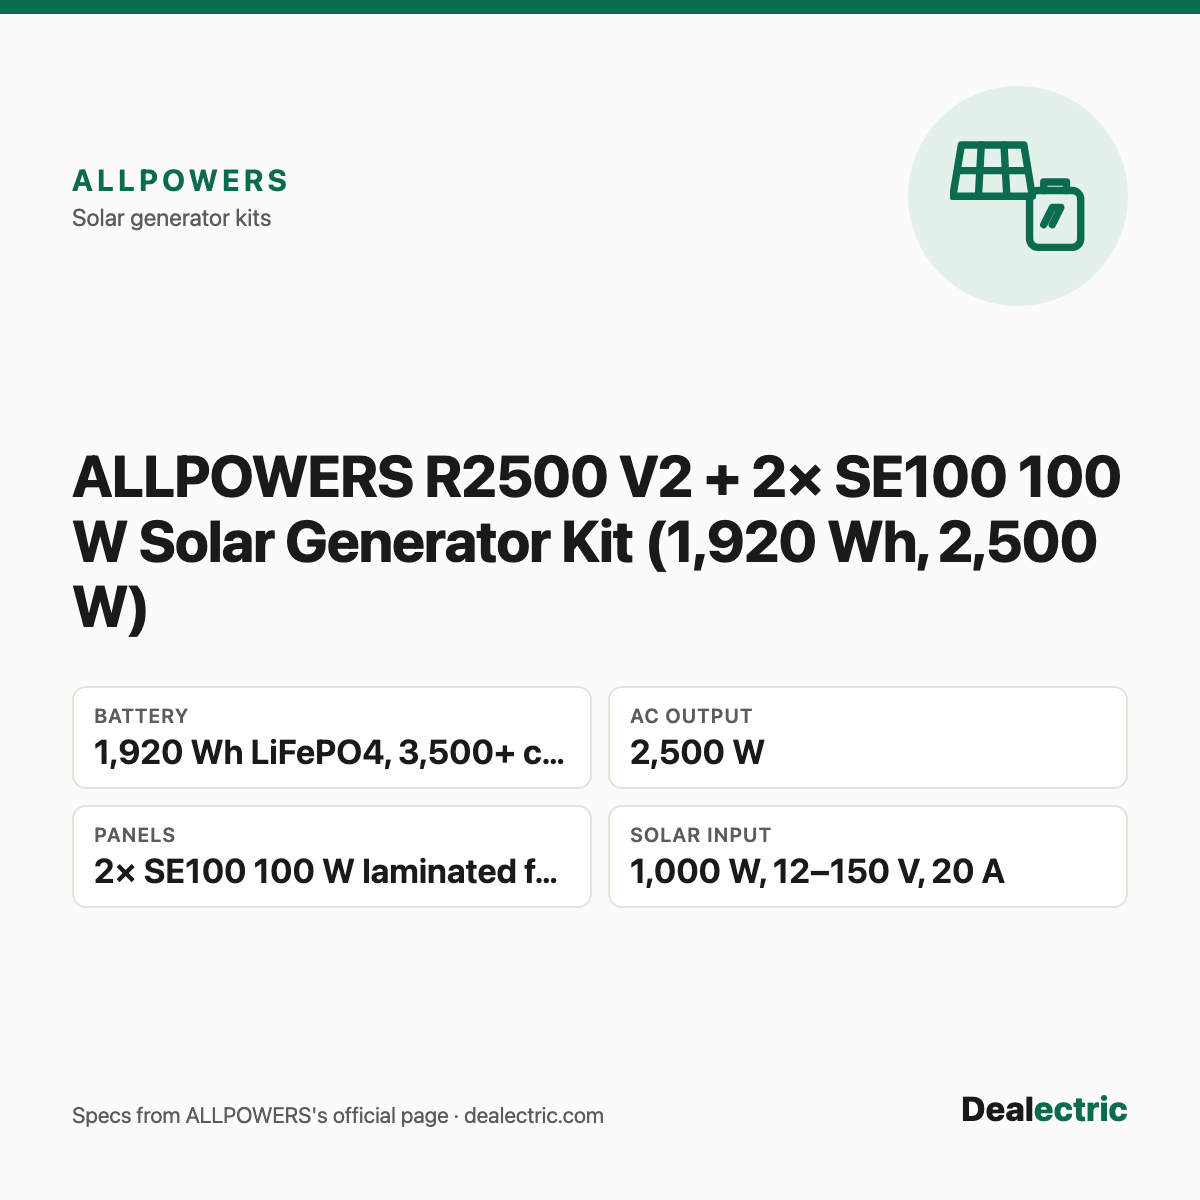 ALLPOWERS
Solar generator kits
ALLPOWERS R2500 V2 + 2× SE100 100
W Solar Generator Kit (1,920 Wh, 2,500
W)
BATTERY
1,920 Wh LiFePO4, 3,500+ c...
AC OUTPUT
2,500 W
PANELS
2× SE100 100 W laminated f...
SOLAR INPUT
1,000 W, 12–150 V, 20 A
Specs from ALLPOWERS's official page · dealectric.com
Dealectric